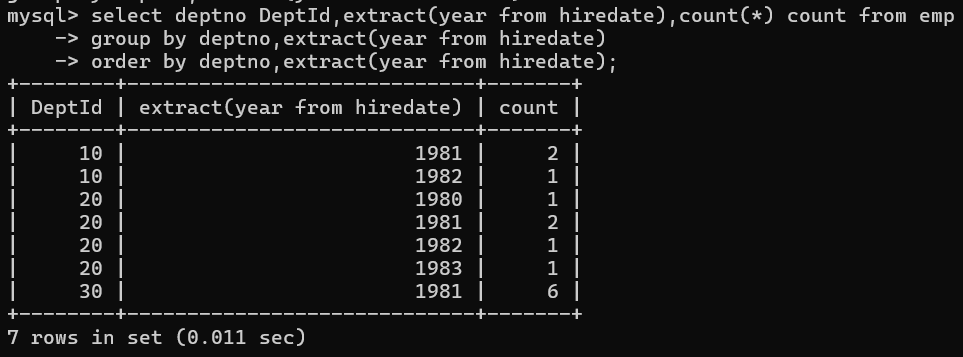 mysql> select deptno DeptId,extract(year from hiredate),count(*) count from emp
    -> group by deptno,extract(year from hiredate)
    -> order by deptno,extract(year from hiredate);
+--------+-----------------------------+-------+
| DeptId | extract(year from hiredate) | count |
+--------+-----------------------------+-------+
|     10 |                        1981 |     2 |
|     10 |                        1982 |     1 |
|     20 |                        1980 |     1 |
|     20 |                        1981 |     2 |
|     20 |                        1982 |     1 |
|     20 |                        1983 |     1 |
|     30 |                        1981 |     6 |
+--------+-----------------------------+-------+
7 rows in set (0.011 sec)